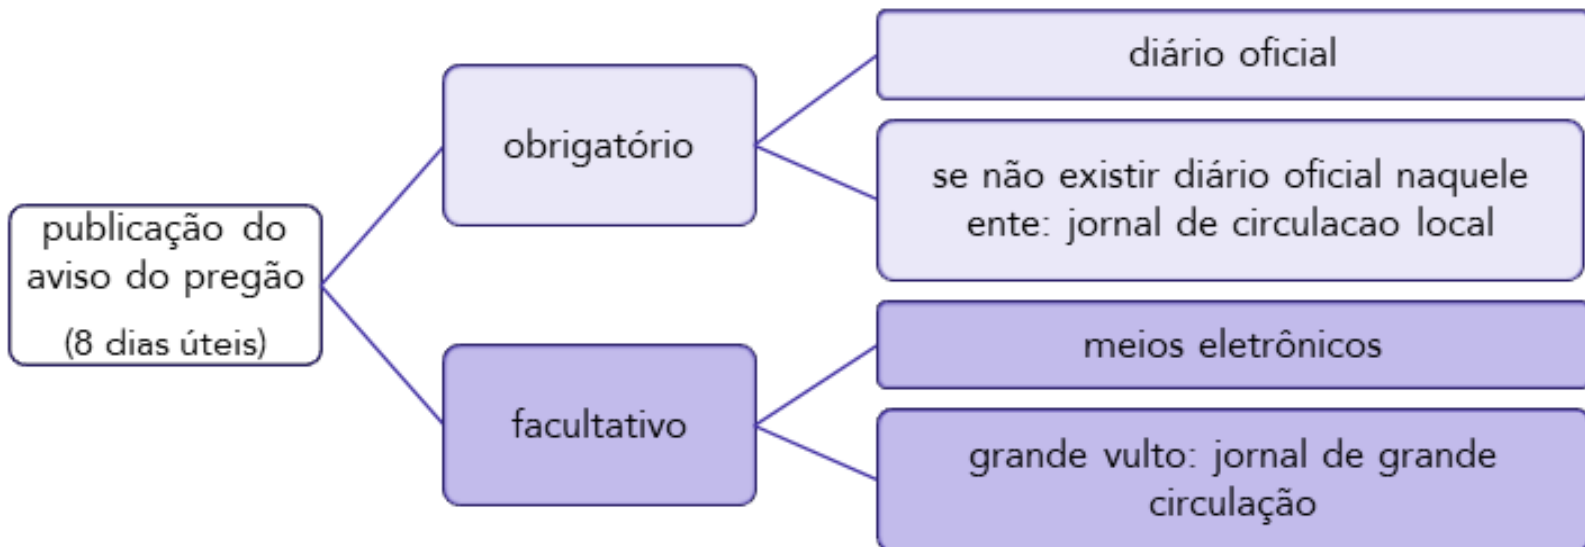 publicação do
aviso do pregão
(8 dias úteis)
obrigatório
diário oficial
se não existir diário oficial naquele
ente: jornal de circulacao local
facultativo
meios eletrônicos
grande vulto: jornal de grande
circulação